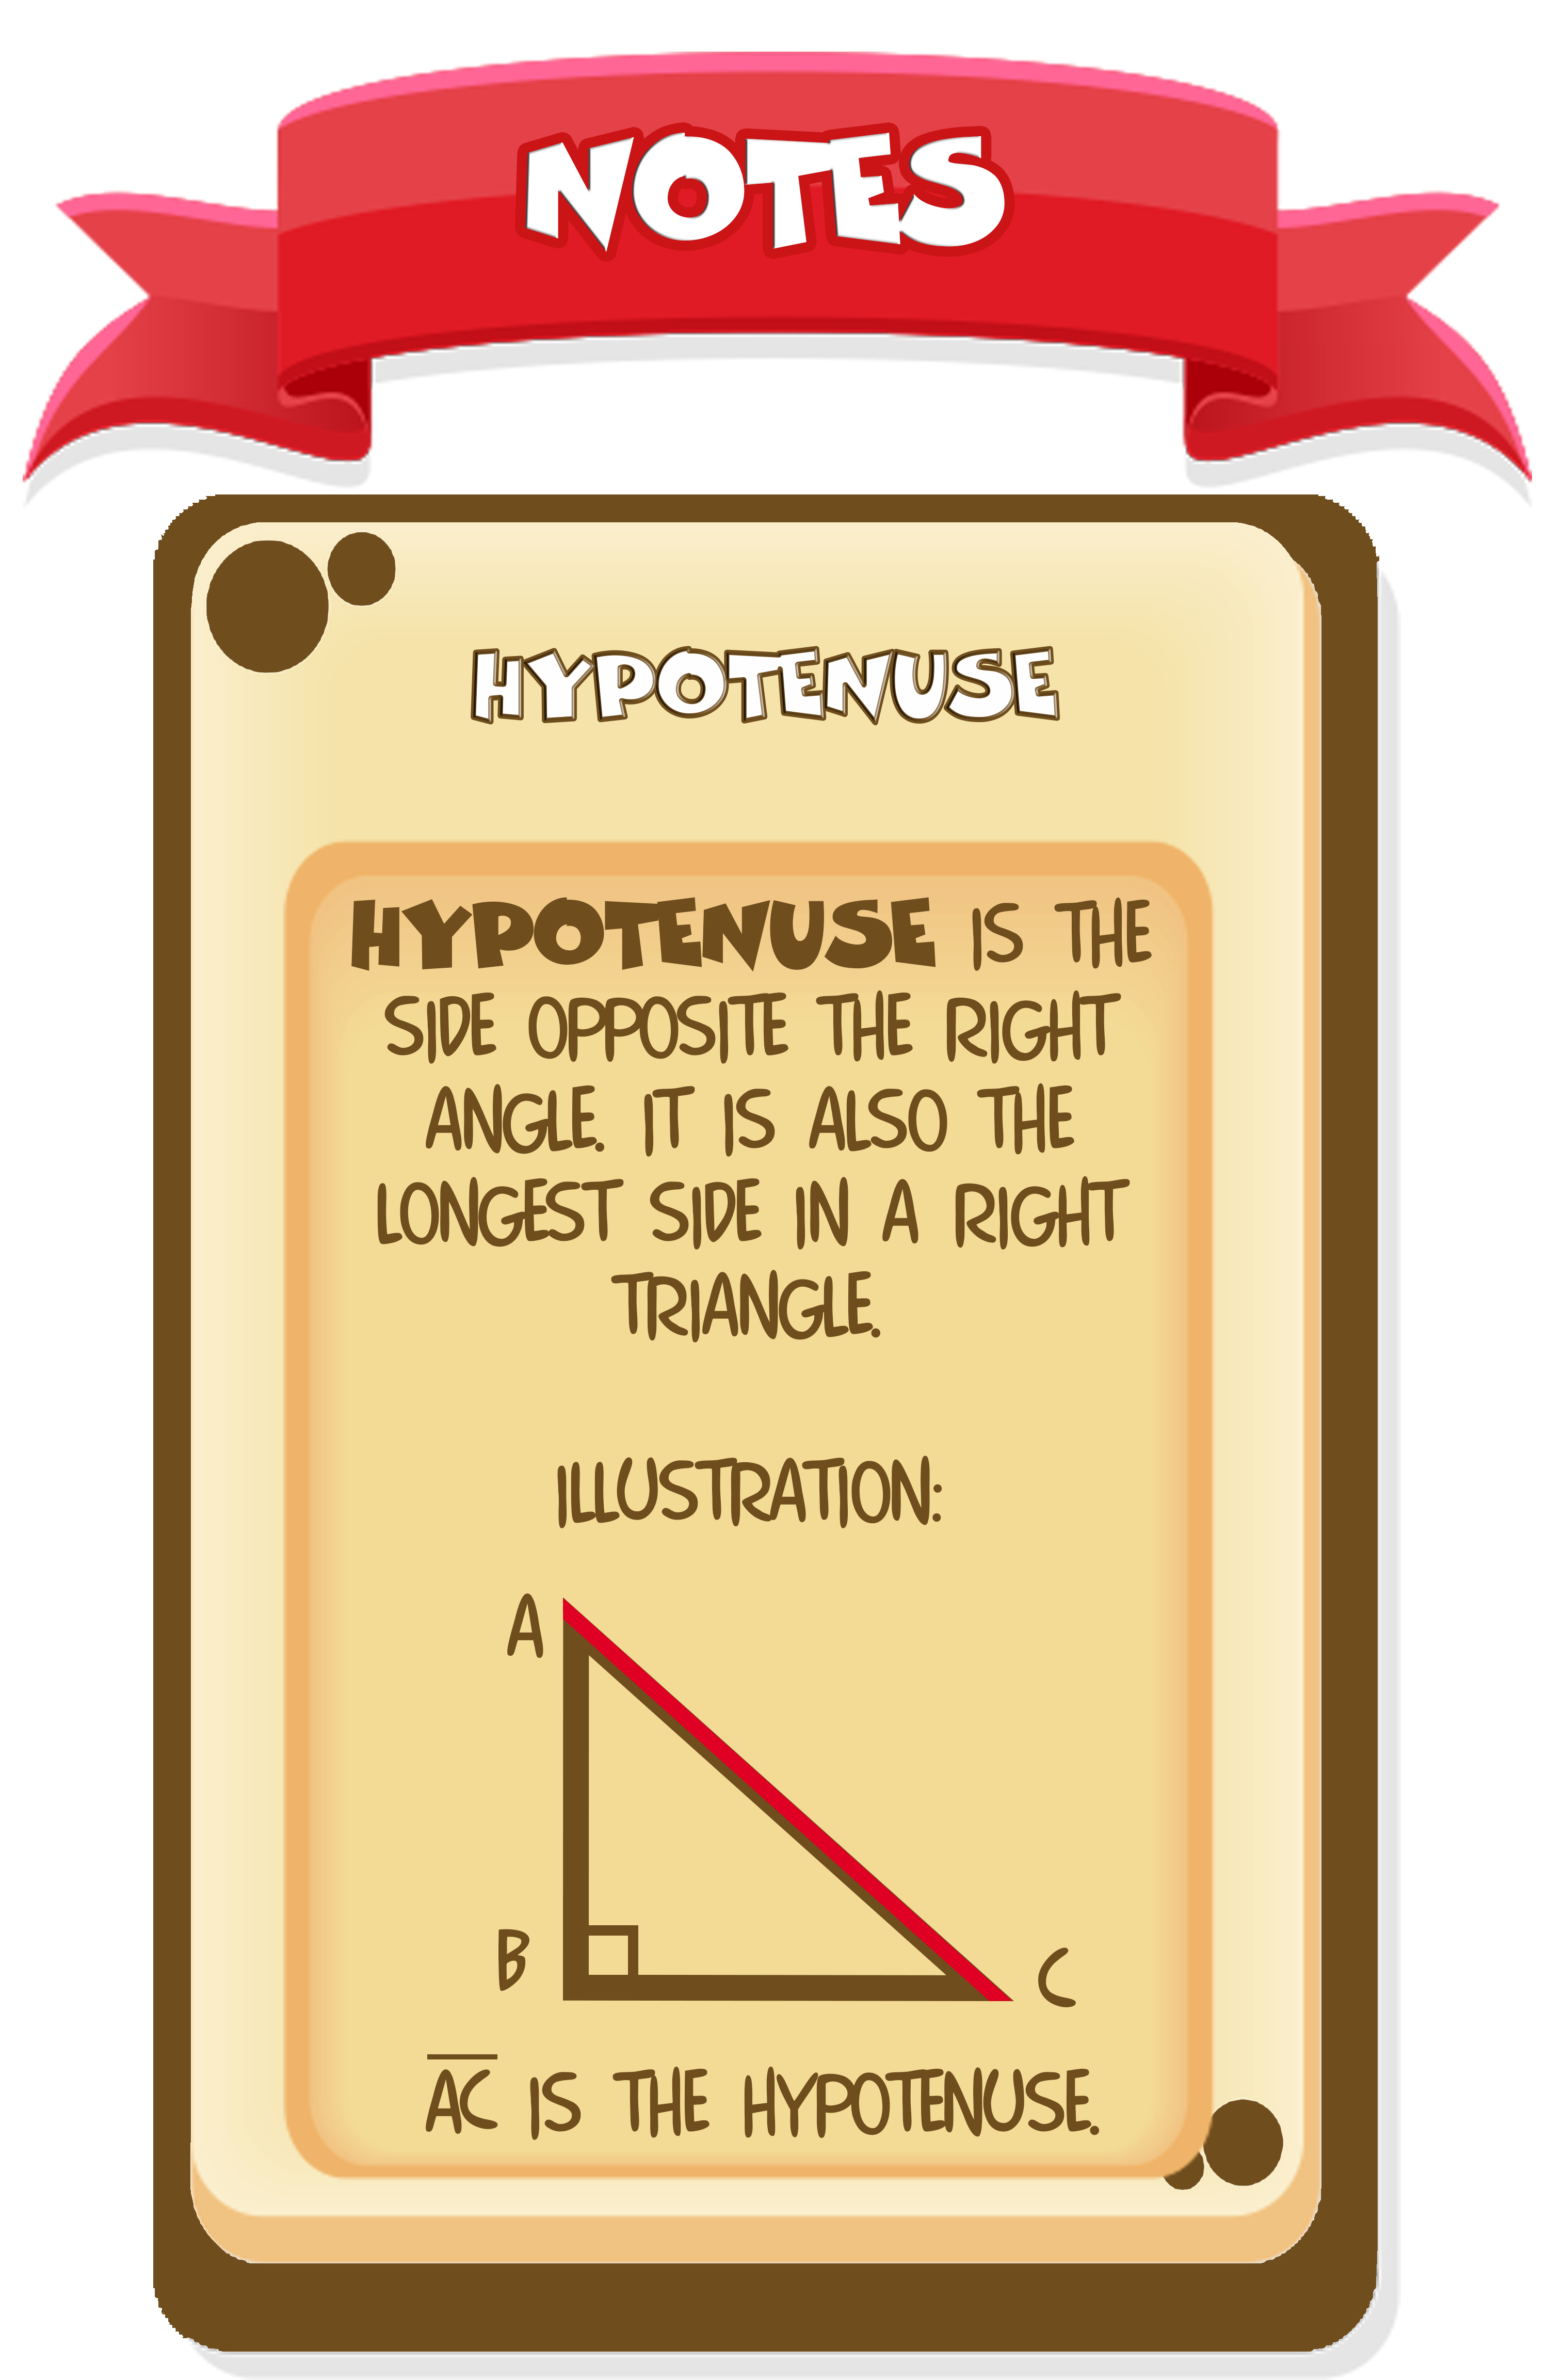 NOTES
HYPOTENUSE
HYPOTENUSE IS THE
SIDE OPPOSITE THE RIGHT
ANGLE. IT IS ALSO THE
LONGEST SIDE IN A RIGHT
TRIANGLE.
ILLUSTRATION:
A
B
C
A̅C̅ IS THE HYPOTENUSE.